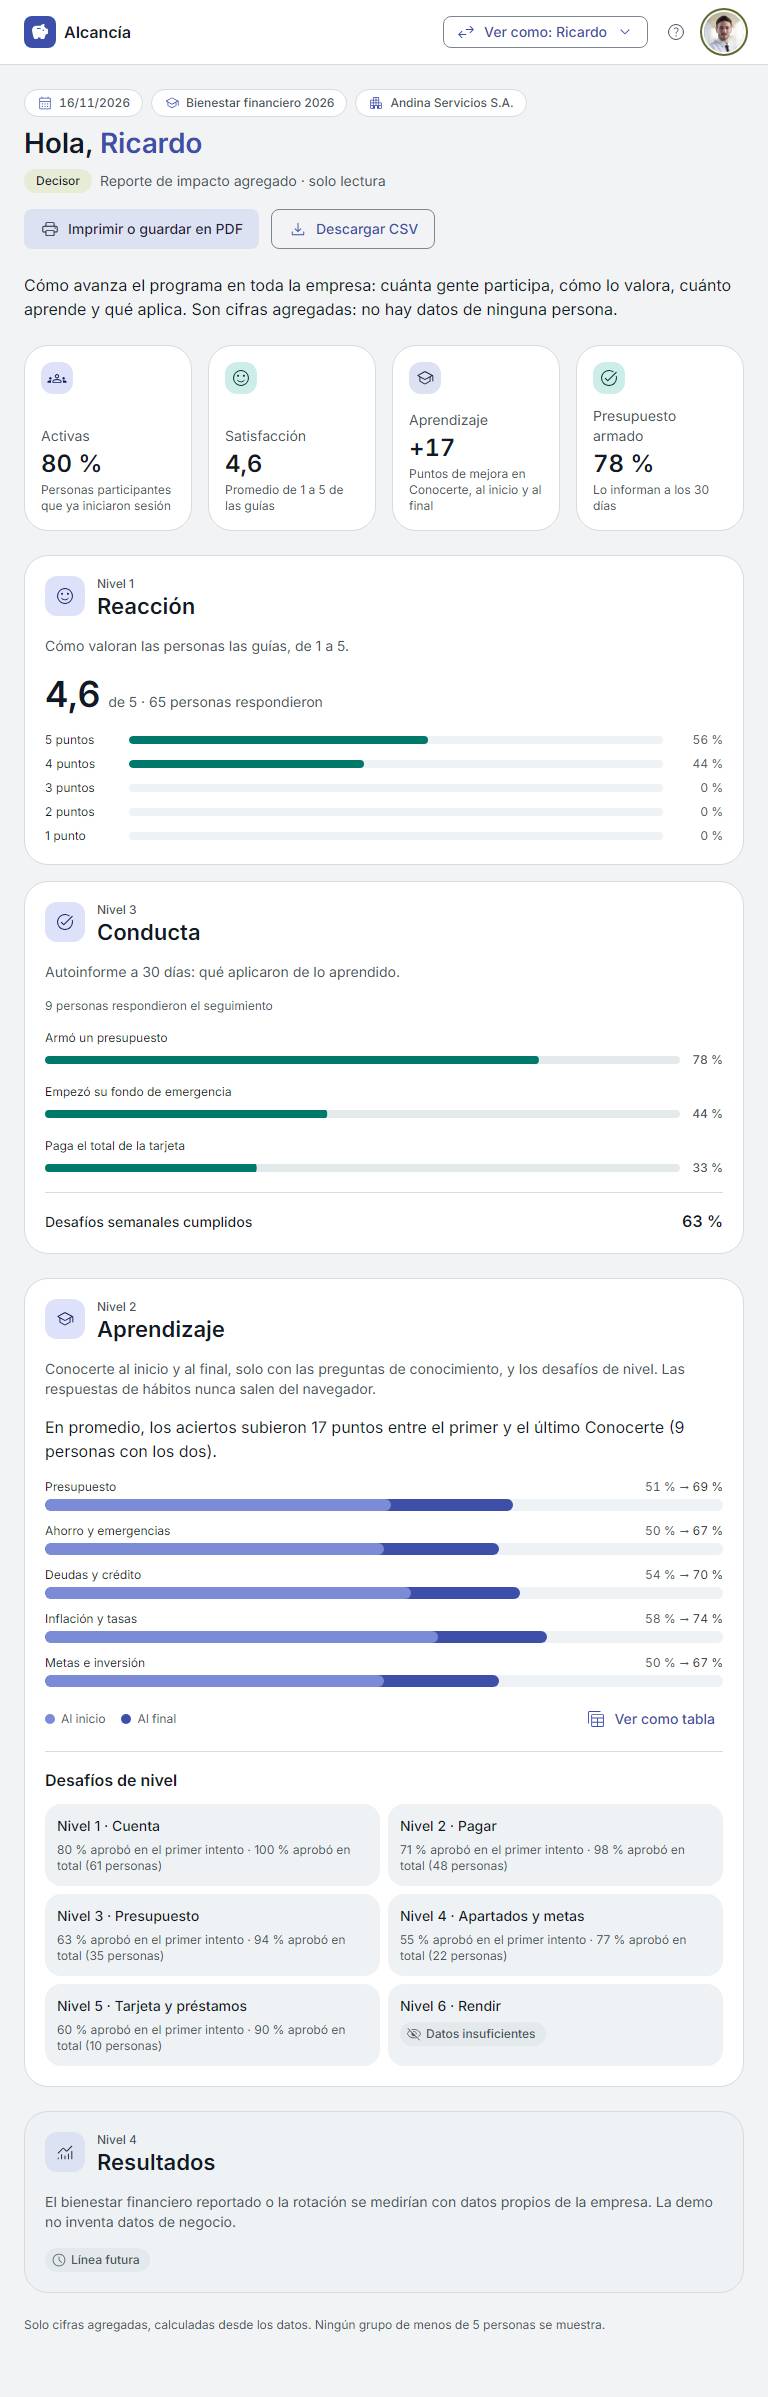 Alcancía
Ver como: Ricardo
16/11/2026
Bienestar financiero 2026
Andina Servicios S.A.
Hola, Ricardo
Decisor
Reporte de impacto agregado · solo lectura
Imprimir o guardar en PDF
Descargar CSV
Cómo avanza el programa en toda la empresa: cuánta gente participa, cómo lo valora, cuánto
aprende y qué aplica. Son cifras agregadas: no hay datos de ninguna persona.
Activas
80 %
Personas participantes
que ya iniciaron sesión
Satisfacción
4,6
Promedio de 1 a 5 de
las guías
Aprendizaje
+17
Puntos de mejora en
Conocerte, al inicio y al
final
Presupuesto
armado
78 %
Lo informan a los 30
días
Nivel 1
Reacción
Cómo valoran las personas las guías, de 1 a 5.
4,6 de 5 · 65 personas respondieron
5 puntos 56 %
4 puntos 44 %
3 puntos 0 %
2 puntos 0 %
1 punto 0 %
Nivel 3
Conducta
Autoinforme a 30 días: qué aplicaron de lo aprendido.
9 personas respondieron el seguimiento
Armó un presupuesto
78 %
Empezó su fondo de emergencia
44 %
Paga el total de la tarjeta
33 %
Desafíos semanales cumplidos 63 %
Nivel 2
Aprendizaje
Conocerte al inicio y al final, solo con las preguntas de conocimiento, y los desafíos de nivel. Las
respuestas de hábitos nunca salen del navegador.
En promedio, los aciertos subieron 17 puntos entre el primer y el último Conocerte (9
personas con los dos).
Presupuesto 51 % → 69 %
Ahorro y emergencias 50 % → 67 %
Deudas y crédito 54 % → 70 %
Inflación y tasas 58 % → 74 %
Metas e inversión 50 % → 67 %
Al inicio Al final Ver como tabla
Desafíos de nivel
Nivel 1 · Cuenta
80 % aprobó en el primer intento · 100 % aprobó en
total (61 personas)
Nivel 2 · Pagar
71 % aprobó en el primer intento · 98 % aprobó en
total (48 personas)
Nivel 3 · Presupuesto
63 % aprobó en el primer intento · 94 % aprobó en
total (35 personas)
Nivel 4 · Apartados y metas
55 % aprobó en el primer intento · 77 % aprobó en
total (22 personas)
Nivel 5 · Tarjeta y préstamos
60 % aprobó en el primer intento · 90 % aprobó en
total (10 personas)
Nivel 6 · Rendir
Datos insuficientes
Nivel 4
Resultados
El bienestar financiero reportado o la rotación se medirían con datos propios de la empresa. La demo
no inventa datos de negocio.
Línea futura
Solo cifras agregadas, calculadas desde los datos. Ningún grupo de menos de 5 personas se muestra.